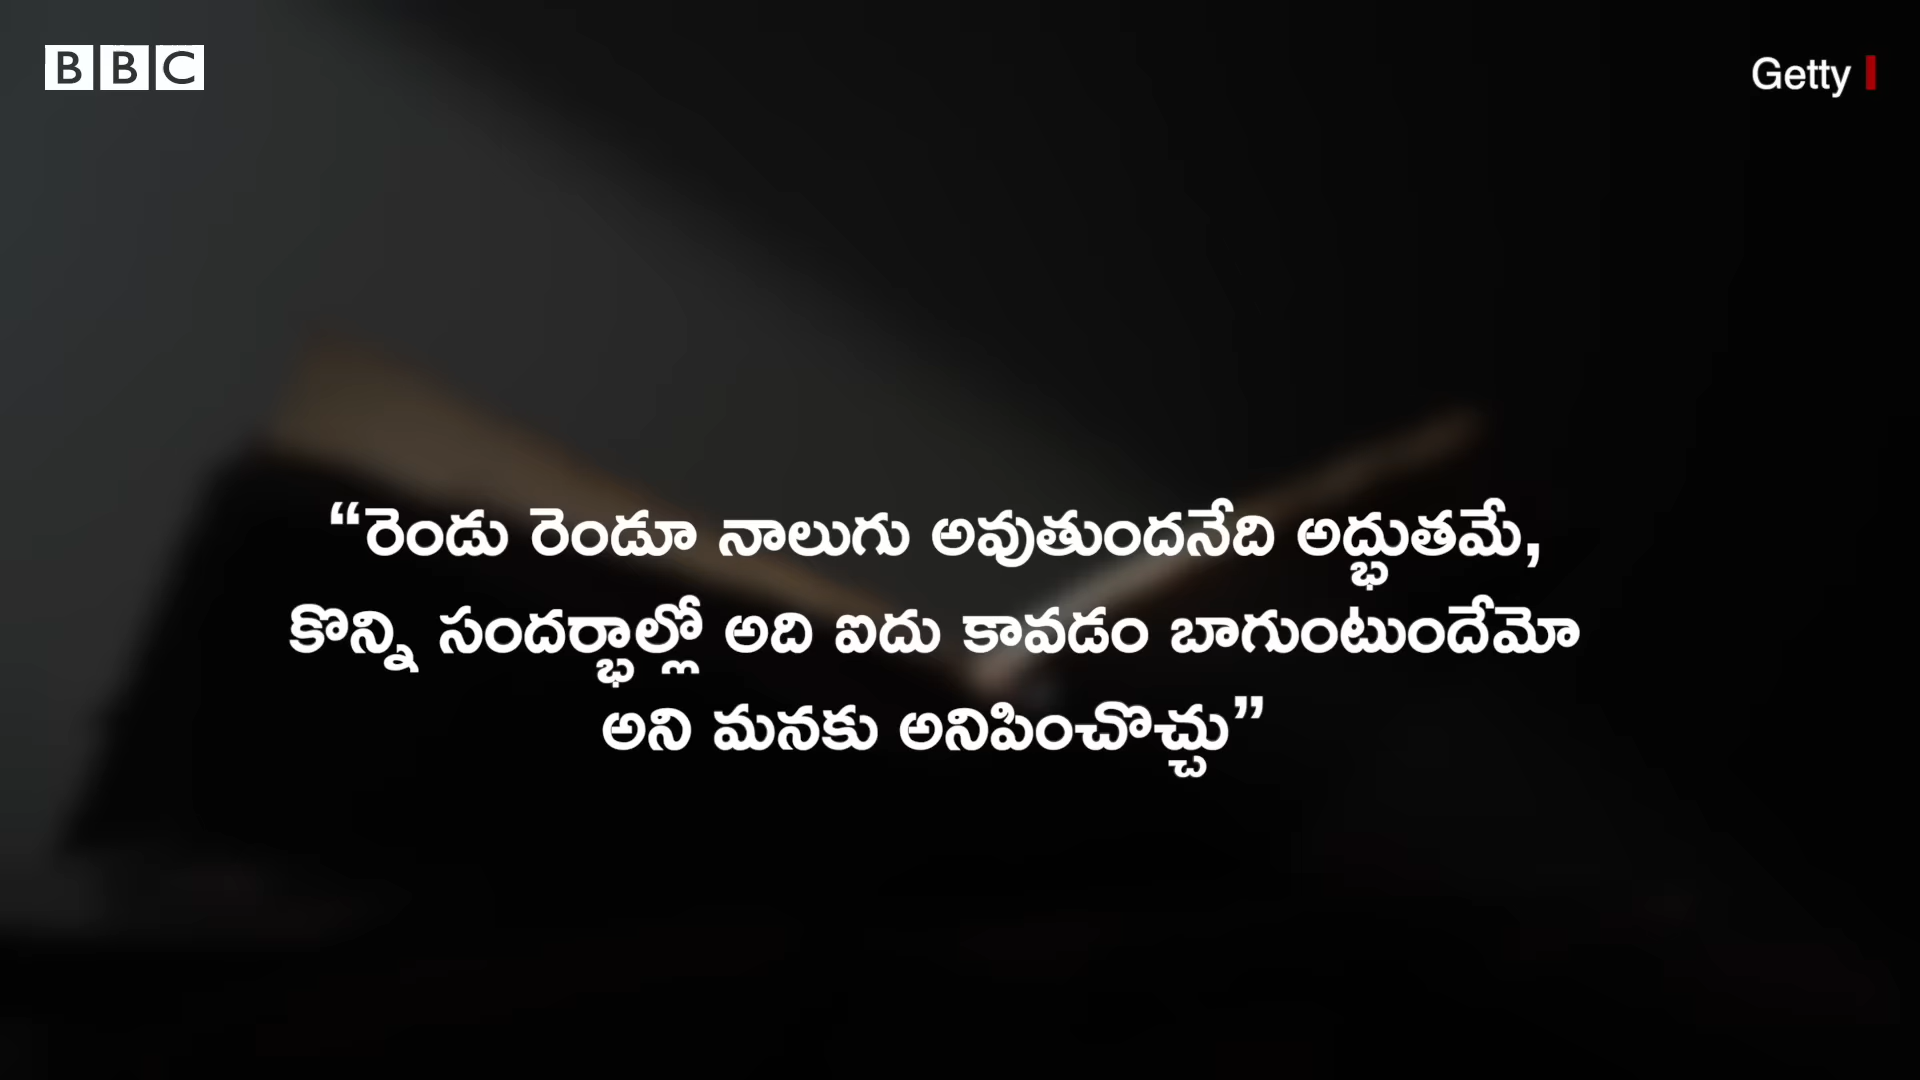 BBC
Getty
“రెండు రెండూ నాలుగు అవుతుందనేది అద్భుతమే,
కొన్ని సందర్భాల్లో అది ఐదు కావడం బాగుంటుందేమో
అని మనకు అనిపించొచ్చు”